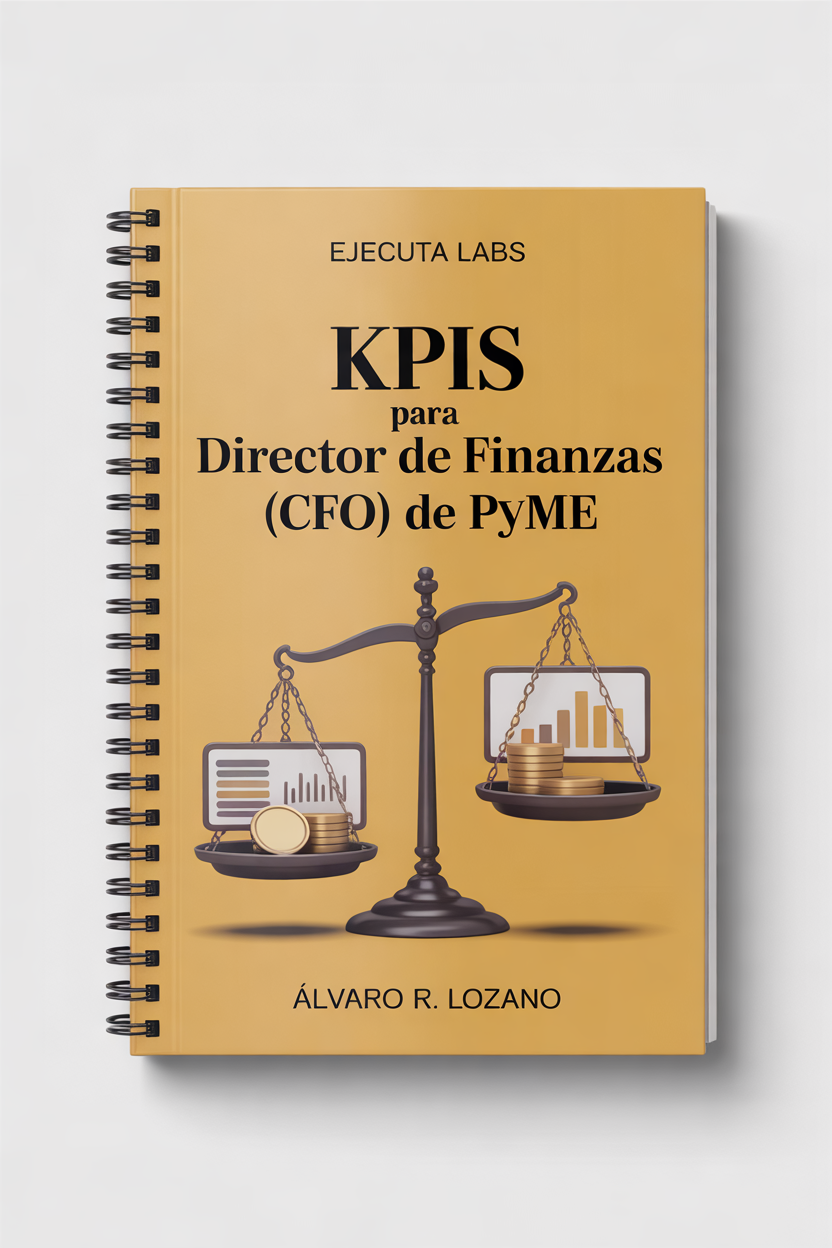 EJECUTA LABS
KPIS
para
Director de Finanzas
(CFO) de PyME
ÁLVARO R. LOZANO